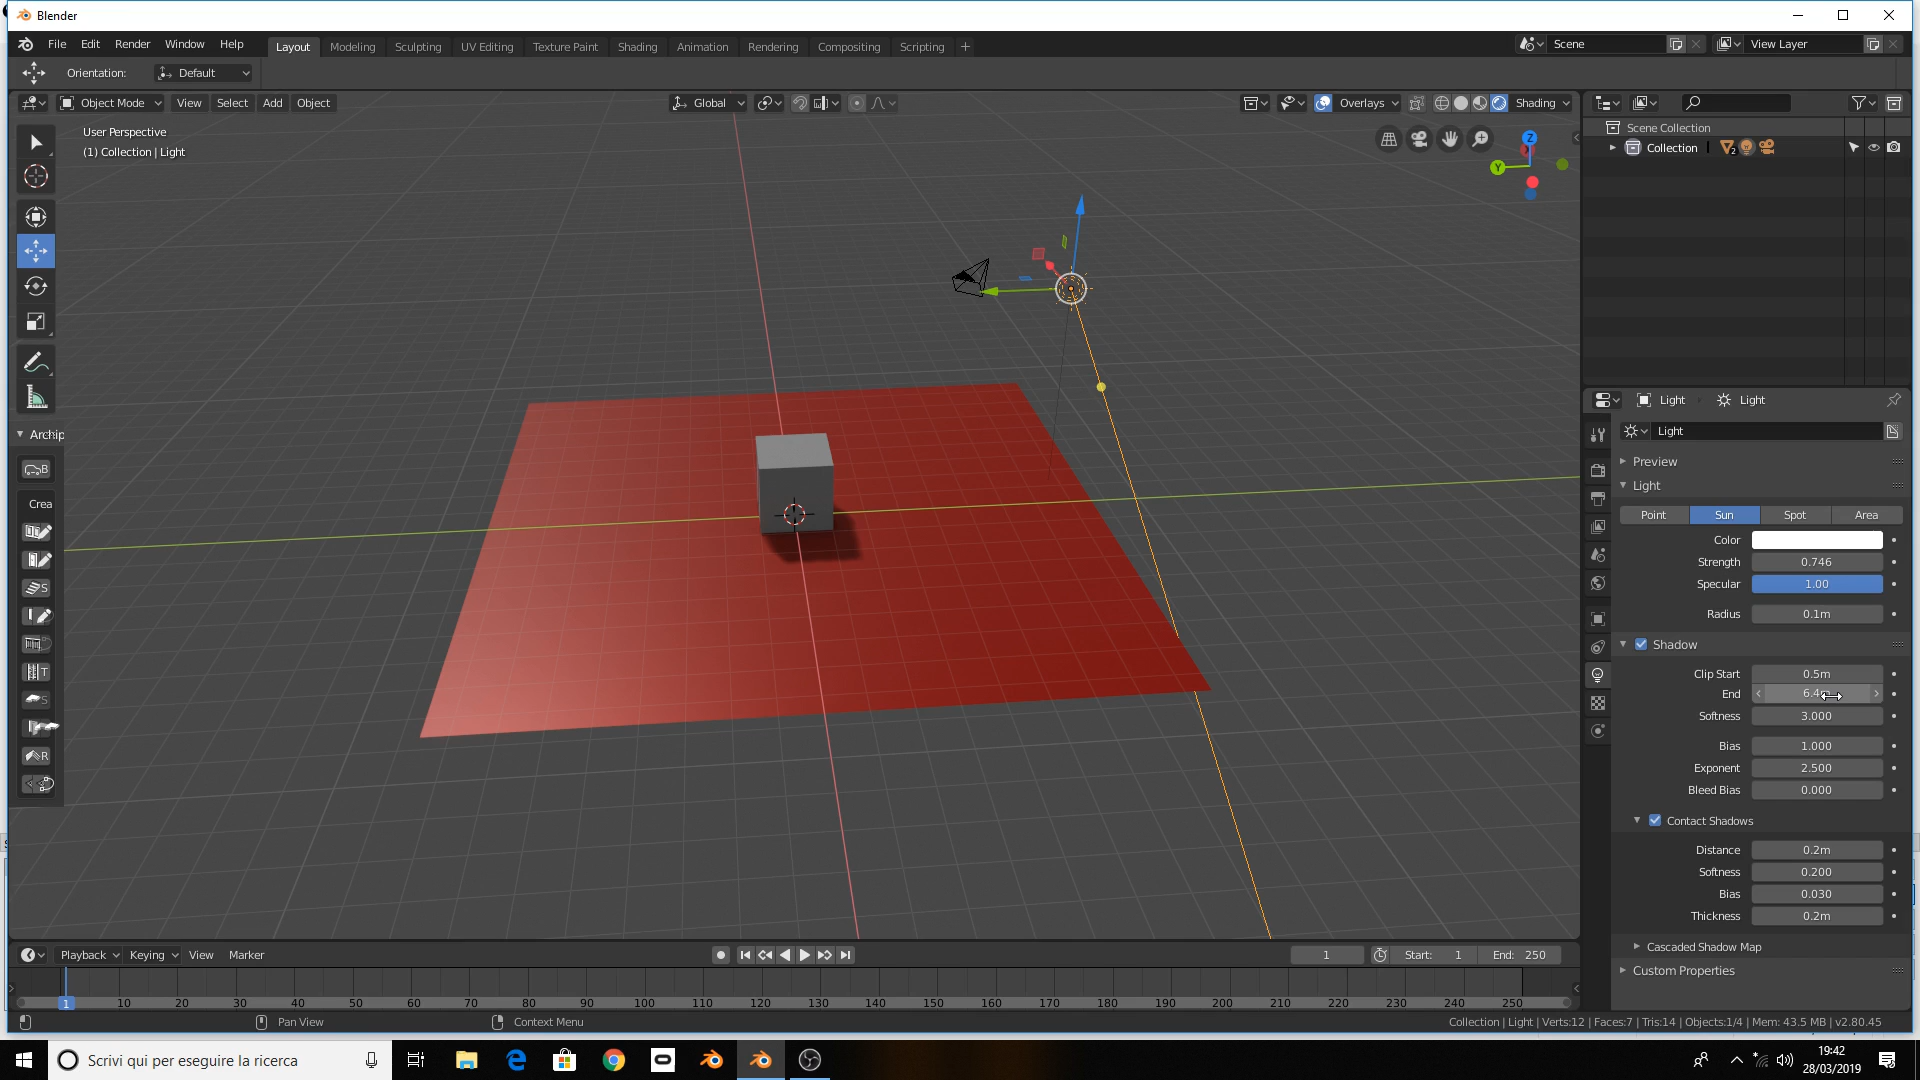 Blender
File Edit Render Window Help Layout Modeling Sculpting UV Editing Texture Paint Shading Animation Rendering Compositing Scripting + Scene View Layer
Orientation: Default
Object Mode View Select Add Object Global Overlays Shading
User Perspective
(1) Collection | Light
Z
Y
Scene Collection
Collection 2
Light Light
Light
Archip
B
Crea
S
T
S
R
Preview
Light
Point Sun Spot Area
Color
Strength 0.746
Specular 1.00
Radius 0.1m
Shadow
Clip Start 0.5m
End
Softness 3.000
Bias 1.000
Exponent 2.500
Bleed Bias 0.000
Contact Shadows
Distance 0.2m
Softness 0.200
Bias 0.030
Thickness 0.2m
Cascaded Shadow Map
Custom Properties
Playback Keying View Marker 1 Start: 1 End: 250
1 10 20 30 40 50 60 70 80 90 100 110 120 130 140 150 160 170 180 190 200 210 220 230 240 250
Pan View Context Menu Collection | Light | Verts:12 | Faces:7 | Tris:14 | Objects:1/4 | Mem: 43.5 MB | v2.80.45
Scrivi qui per eseguire la ricerca
19:42
28/03/2019